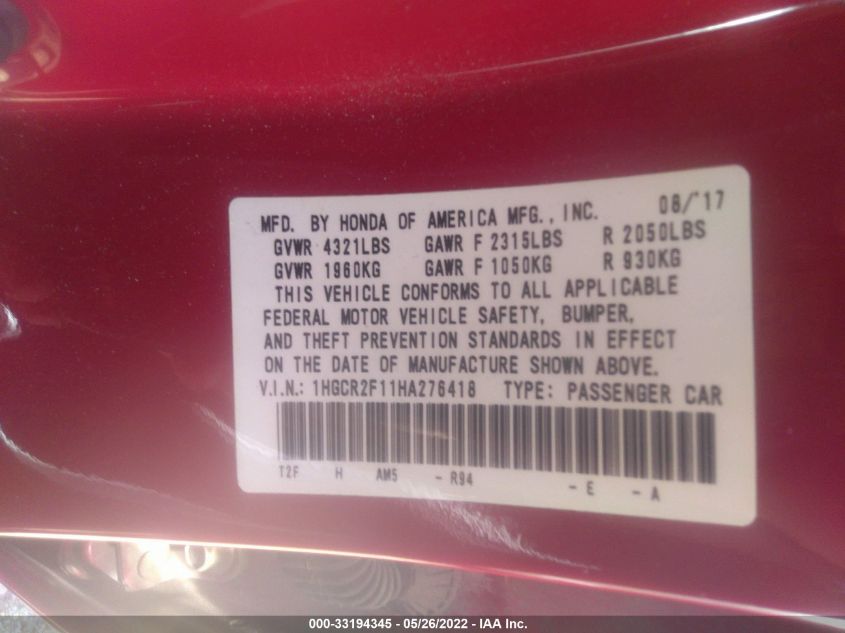 MFD. BY HONDA OF AMERICA MFG., INC. 08/'17
GVWR 4321LBS GAWR F 2315LBS R 2050LBS
GVWR 1960KG GAWR F 1050KG R 930KG
THIS VEHICLE CONFORMS TO ALL APPLICABLE
FEDERAL MOTOR VEHICLE SAFETY, BUMPER,
AND THEFT PREVENTION STANDARDS IN EFFECT
ON THE DATE OF MANUFACTURE SHOWN ABOVE.
V.I.N.: 1HGCR2F11HA276418 TYPE: PASSENGER CAR
T2F H AM5 - R94 - E - A
000-33194345 - 05/26/2022 - IAA Inc.